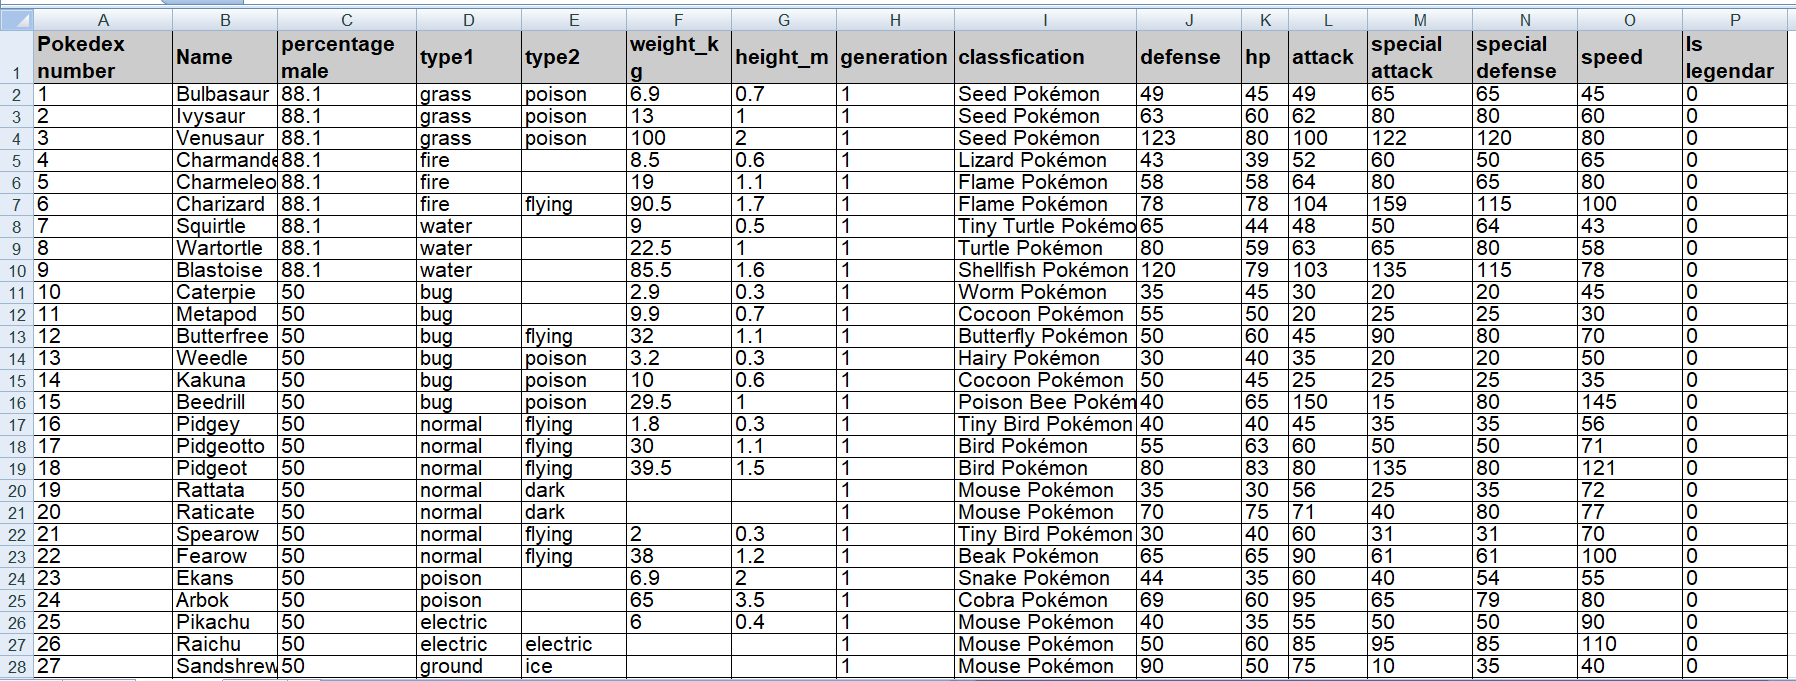 A B C D E F G H I J K L M N O P
1 Pokedex number Name percentage male type1 type2 weight_kg height_m generation classfication defense hp attack special attack special defense speed Is legendar
2 1 Bulbasaur 88.1 grass poison 6.9 0.7 1 Seed Pokémon 49 45 49 65 65 45 0
3 2 Ivysaur 88.1 grass poison 13 1 1 Seed Pokémon 63 60 62 80 80 60 0
4 3 Venusaur 88.1 grass poison 100 2 1 Seed Pokémon 123 80 100 122 120 80 0
5 4 Charmande 88.1 fire 8.5 0.6 1 Lizard Pokémon 43 39 52 60 50 65 0
6 5 Charmeleo 88.1 fire 19 1.1 1 Flame Pokémon 58 58 64 80 65 80 0
7 6 Charizard 88.1 fire flying 90.5 1.7 1 Flame Pokémon 78 78 104 159 115 100 0
8 7 Squirtle 88.1 water 9 0.5 1 Tiny Turtle Pokémo 65 44 48 50 64 43 0
9 8 Wartortle 88.1 water 22.5 1 1 Turtle Pokémon 80 59 63 65 80 58 0
10 9 Blastoise 88.1 water 85.5 1.6 1 Shellfish Pokémon 120 79 103 135 115 78 0
11 10 Caterpie 50 bug 2.9 0.3 1 Worm Pokémon 35 45 30 20 20 45 0
12 11 Metapod 50 bug 9.9 0.7 1 Cocoon Pokémon 55 50 20 25 25 30 0
13 12 Butterfree 50 bug flying 32 1.1 1 Butterfly Pokémon 50 60 45 90 80 70 0
14 13 Weedle 50 bug poison 3.2 0.3 1 Hairy Pokémon 30 40 35 20 20 50 0
15 14 Kakuna 50 bug poison 10 0.6 1 Cocoon Pokémon 50 45 25 25 25 35 0
16 15 Beedrill 50 bug poison 29.5 1 1 Poison Bee Pokém 40 65 150 15 80 145 0
17 16 Pidgey 50 normal flying 1.8 0.3 1 Tiny Bird Pokémon 40 40 45 35 35 56 0
18 17 Pidgeotto 50 normal flying 30 1.1 1 Bird Pokémon 55 63 60 50 50 71 0
19 18 Pidgeot 50 normal flying 39.5 1.5 1 Bird Pokémon 80 83 80 135 80 121 0
20 19 Rattata 50 normal dark 1 Mouse Pokémon 35 30 56 25 35 72 0
21 20 Raticate 50 normal dark 1 Mouse Pokémon 70 75 71 40 80 77 0
22 21 Spearow 50 normal flying 2 0.3 1 Tiny Bird Pokémon 30 40 60 31 31 70 0
23 22 Fearow 50 normal flying 38 1.2 1 Beak Pokémon 65 65 90 61 61 100 0
24 23 Ekans 50 poison 6.9 2 1 Snake Pokémon 44 35 60 40 54 55 0
25 24 Arbok 50 poison 65 3.5 1 Cobra Pokémon 69 60 95 65 79 80 0
26 25 Pikachu 50 electric 6 0.4 1 Mouse Pokémon 40 35 55 50 50 90 0
27 26 Raichu 50 electric electric 1 Mouse Pokémon 50 60 85 95 85 110 0
28 27 Sandshrew 50 ground ice 1 Mouse Pokémon 90 50 75 10 35 40 0